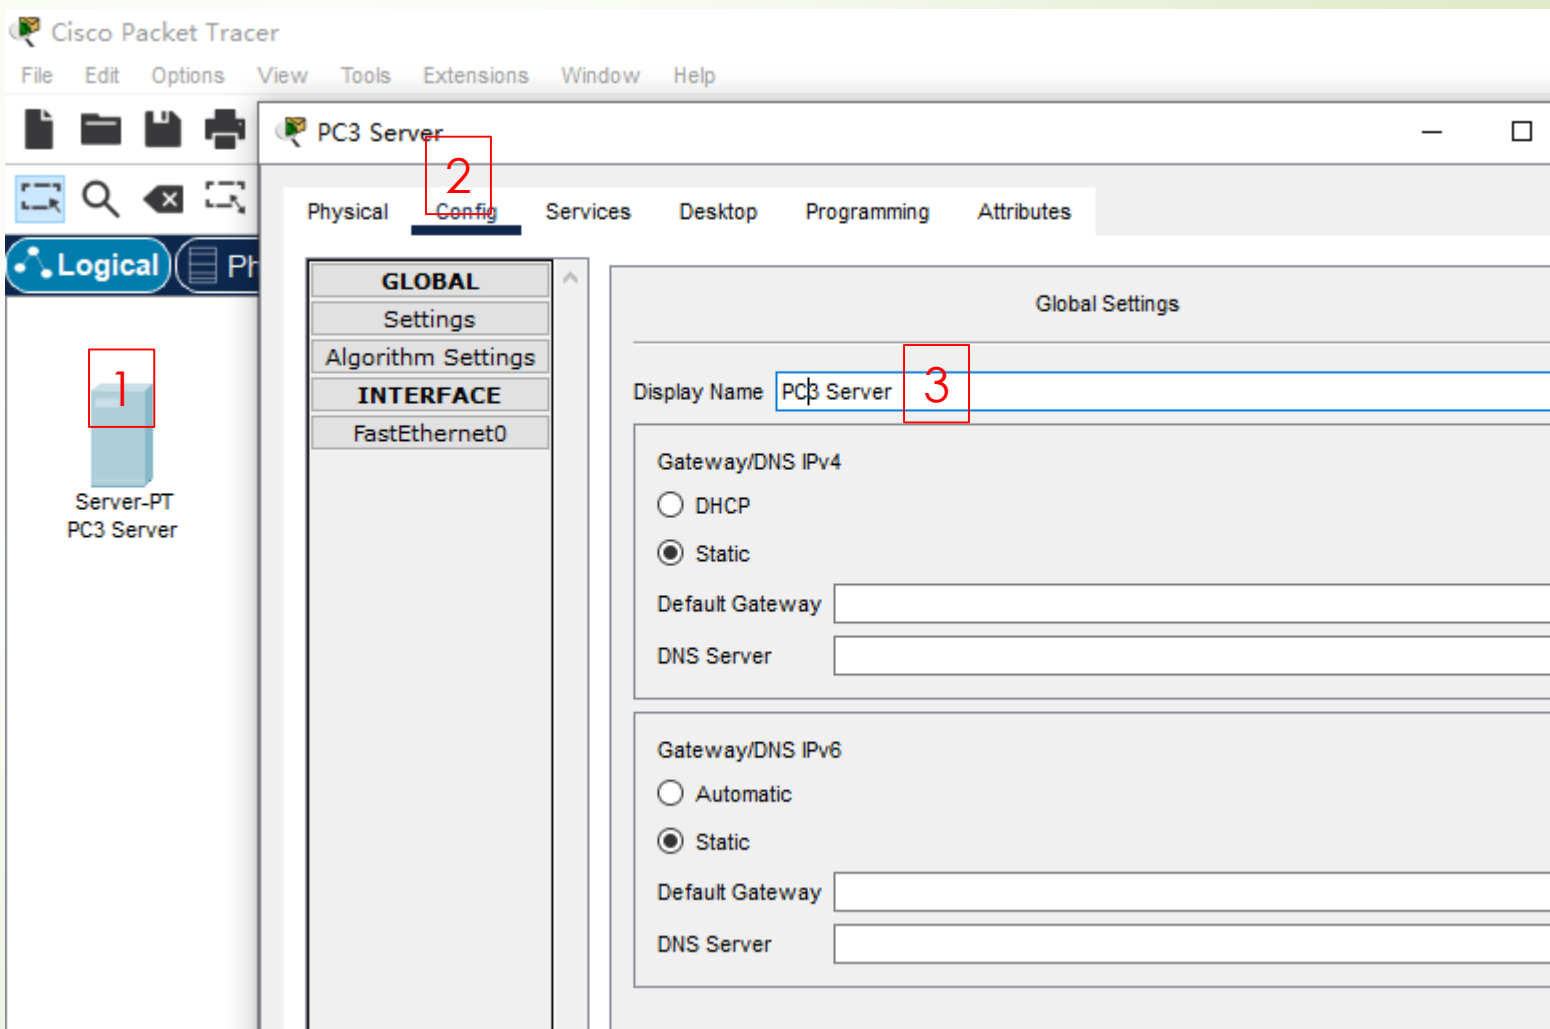 Cisco Packet Tracer
File Edit Options View Tools Extensions Window Help
PC3 Server
2
Physical Config Services Desktop Programming Attributes
Logical
GLOBAL
Settings
Algorithm Settings
INTERFACE
FastEthernet0
1
Server-PT
PC3 Server
Global Settings
Display Name PC3 Server 3
Gateway/DNS IPv4
DHCP
Static
Default Gateway
DNS Server
Gateway/DNS IPv6
Automatic
Static
Default Gateway
DNS Server